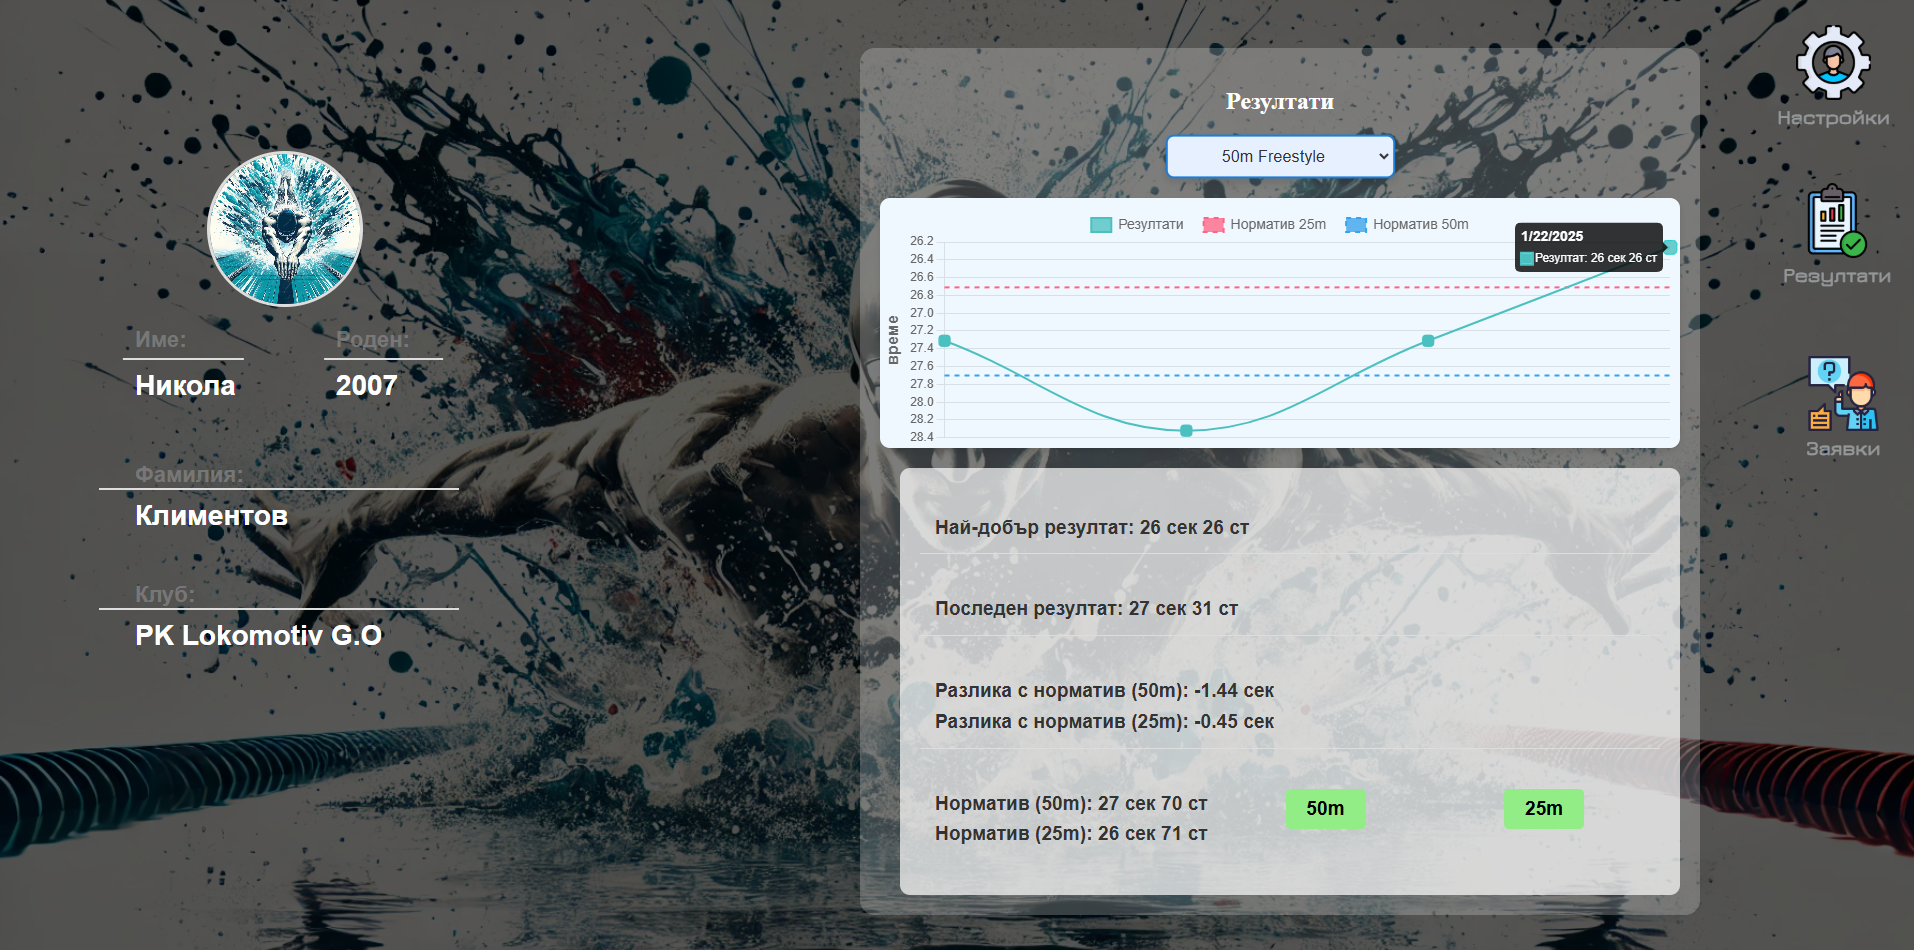 Име:
Роден:
Никола
2007
Фамилия:
Климентов
Клуб:
PK Lokomotiv G.O
Резултати
50m Freestyle
Резултати
Норматив 25m
Норматив 50m
1/22/2025
Резултат: 26 сек 26 ст
време
26.2
26.4
26.6
26.8
27.0
27.2
27.4
27.6
27.8
28.0
28.2
28.4
Най-добър резултат: 26 сек 26 ст
Последен резултат: 27 сек 31 ст
Разлика с норматив (50m): -1.44 сек
Разлика с норматив (25m): -0.45 сек
Норматив (50m): 27 сек 70 ст
Норматив (25m): 26 сек 71 ст
50m
25m
Настройки
Резултати
?
Заявки